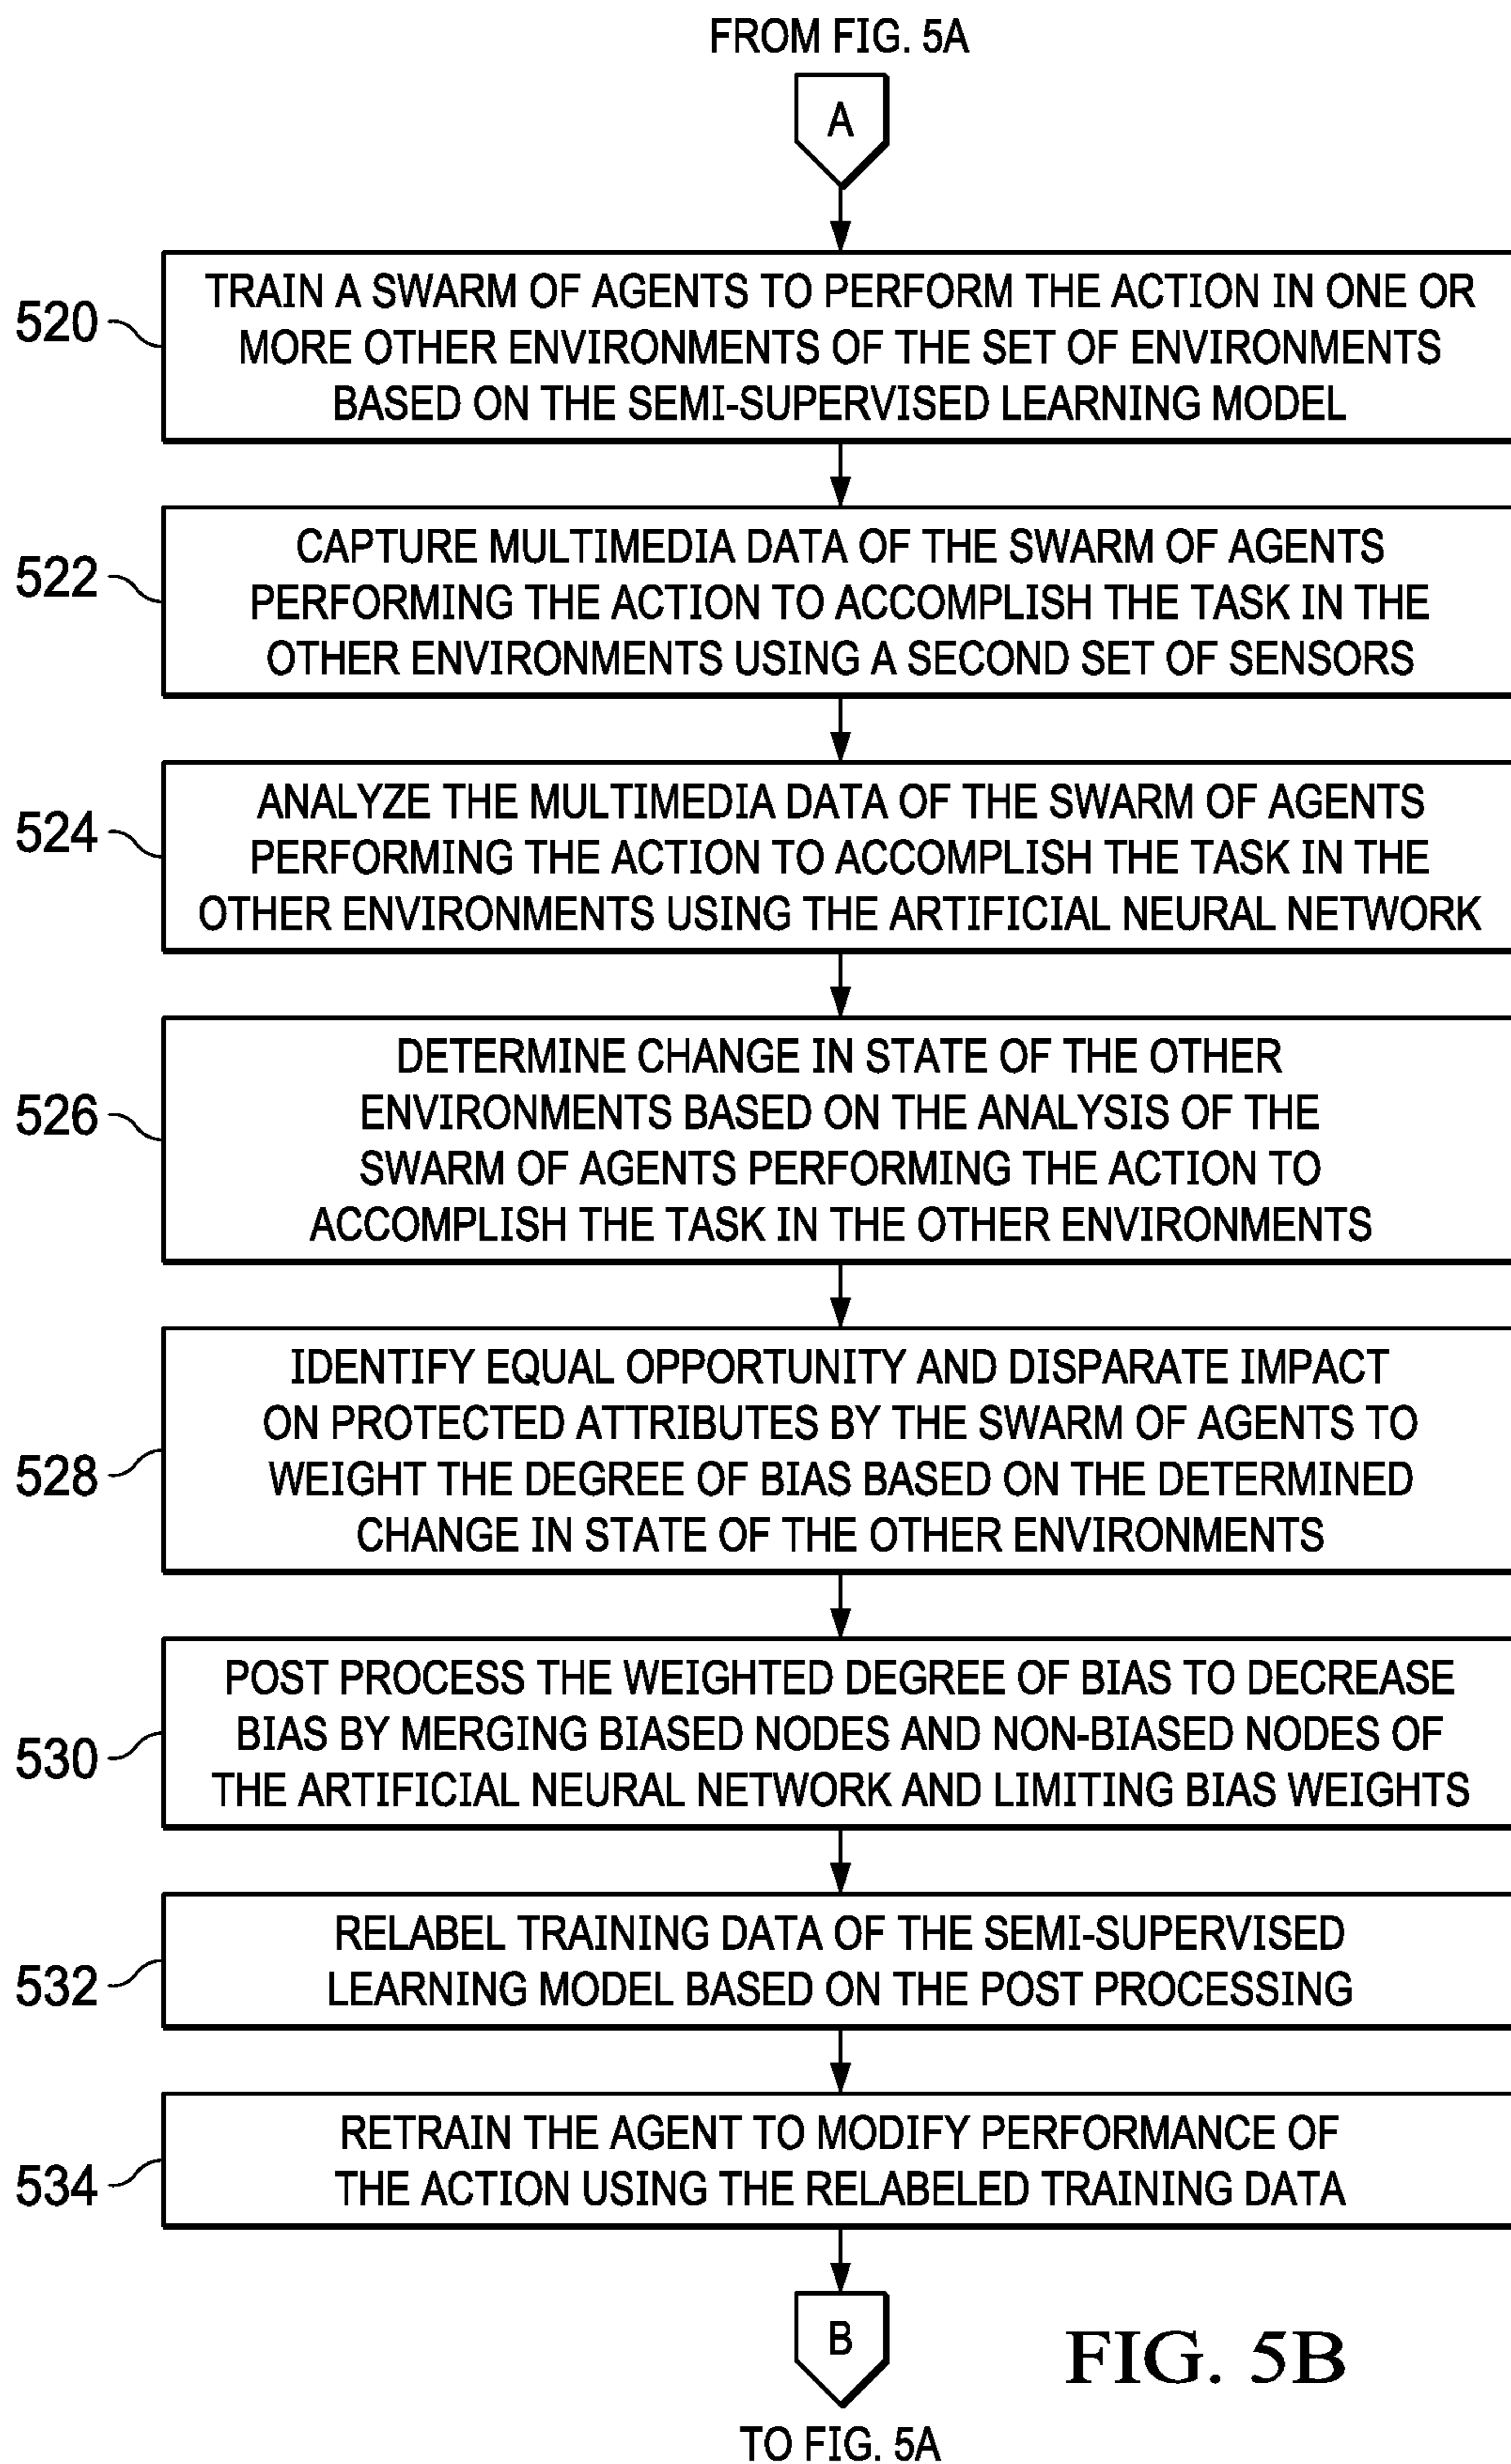 FROM FIG. 5A
A
520
TRAIN A SWARM OF AGENTS TO PERFORM THE ACTION IN ONE OR
MORE OTHER ENVIRONMENTS OF THE SET OF ENVIRONMENTS
BASED ON THE SEMI-SUPERVISED LEARNING MODEL
522
CAPTURE MULTIMEDIA DATA OF THE SWARM OF AGENTS
PERFORMING THE ACTION TO ACCOMPLISH THE TASK IN THE
OTHER ENVIRONMENTS USING A SECOND SET OF SENSORS
524
ANALYZE THE MULTIMEDIA DATA OF THE SWARM OF AGENTS
PERFORMING THE ACTION TO ACCOMPLISH THE TASK IN THE
OTHER ENVIRONMENTS USING THE ARTIFICIAL NEURAL NETWORK
526
DETERMINE CHANGE IN STATE OF THE OTHER
ENVIRONMENTS BASED ON THE ANALYSIS OF THE
SWARM OF AGENTS PERFORMING THE ACTION TO
ACCOMPLISH THE TASK IN THE OTHER ENVIRONMENTS
528
IDENTIFY EQUAL OPPORTUNITY AND DISPARATE IMPACT
ON PROTECTED ATTRIBUTES BY THE SWARM OF AGENTS TO
WEIGHT THE DEGREE OF BIAS BASED ON THE DETERMINED
CHANGE IN STATE OF THE OTHER ENVIRONMENTS
530
POST PROCESS THE WEIGHTED DEGREE OF BIAS TO DECREASE
BIAS BY MERGING BIASED NODES AND NON-BIASED NODES OF
THE ARTIFICIAL NEURAL NETWORK AND LIMITING BIAS WEIGHTS
532
RELABEL TRAINING DATA OF THE SEMI-SUPERVISED
LEARNING MODEL BASED ON THE POST PROCESSING
534
RETRAIN THE AGENT TO MODIFY PERFORMANCE OF
THE ACTION USING THE RELABELED TRAINING DATA
B
FIG. 5B
TO FIG. 5A